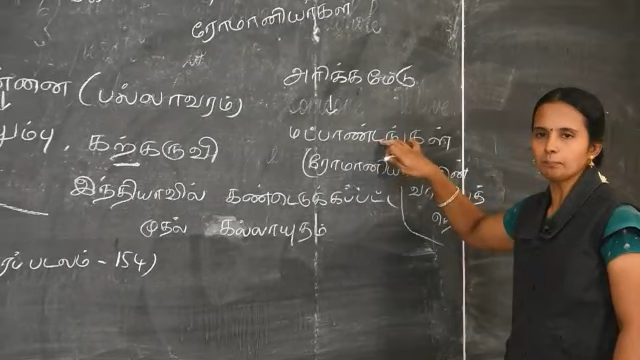 ரோமானியர்கள்
அரிக்கமேடு
ன்னை (பல்லாவரம்)
மட்பாண்டங்கள்
யும்பு . கற்கருவி
(ரோமானிய
இந்தியாவில் கண்டெடுக்கப்பட்ட
முதல் கல்லாயுதம்
ரப் படலம் - 154)